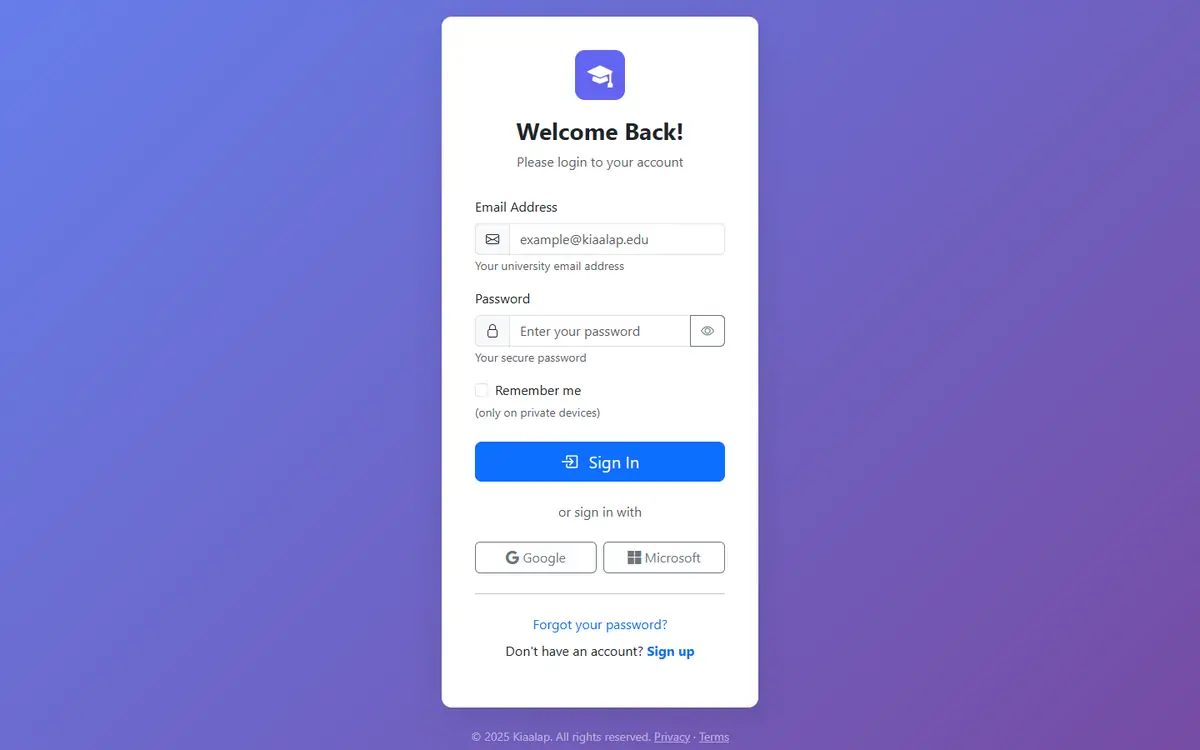 Welcome Back!
Please login to your account
Email Address
example@kiaalap.edu
Your university email address
Password
Enter your password
Your secure password
Remember me
(only on private devices)
Sign In
or sign in with
Google
Microsoft
Forgot your password?
Don't have an account? Sign up
© 2025 Kiaalap. All rights reserved. Privacy · Terms